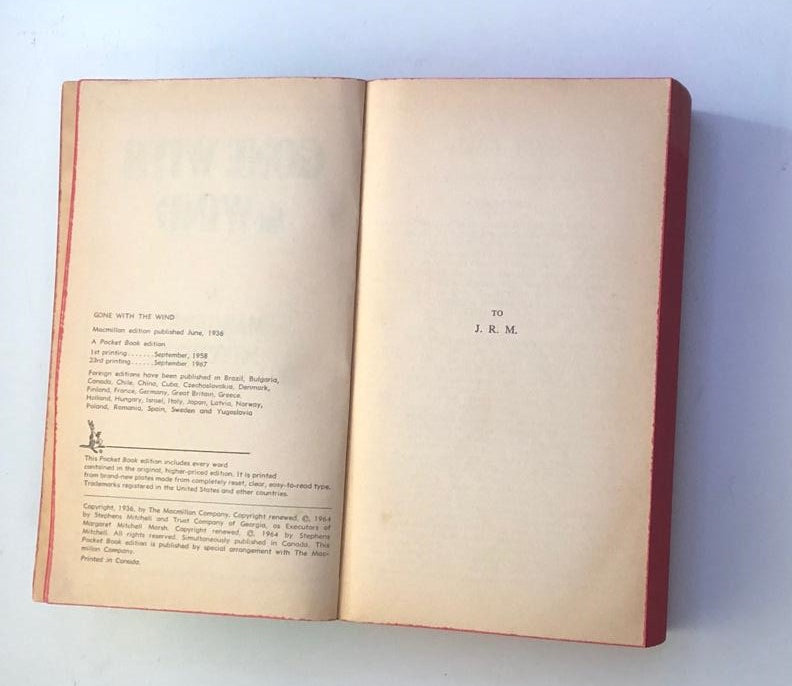 GONE WITH THE WIND
Macmillan edition published June, 1936
A Pocket Book edition
1st printing.......September, 1958
23rd printing......September 1967
Foreign editions have been published in Brazil, Bulgaria,
Canada, Chile, China, Cuba, Czechoslovakia, Denmark,
Finland, France, Germany, Great Britain, Greece,
Holland, Hungary, Israel, Italy, Japan, Latvia, Norway,
Poland, Romania, Spain, Sweden and Yugoslavia
This Pocket Book edition includes every word
contained in the original, higher-priced edition. It is printed
from brand-new plates made from completely reset, clear, easy-to-read type.
Trademarks registered in the United States and other countries.
Copyright, 1936, by The Macmillan Company. Copyright renewed, ©, 1964
by Stephens Mitchell and Trust Company of Georgia, as Executors of
Margaret Mitchell Marsh. Copyright renewed, ©, 1964 by Stephens
Mitchell. All rights reserved. Simultaneously published in Canada. This
Pocket Book edition is published by special arrangement with The Mac-
millan Company.
Printed in Canada.
TO
J. R. M.